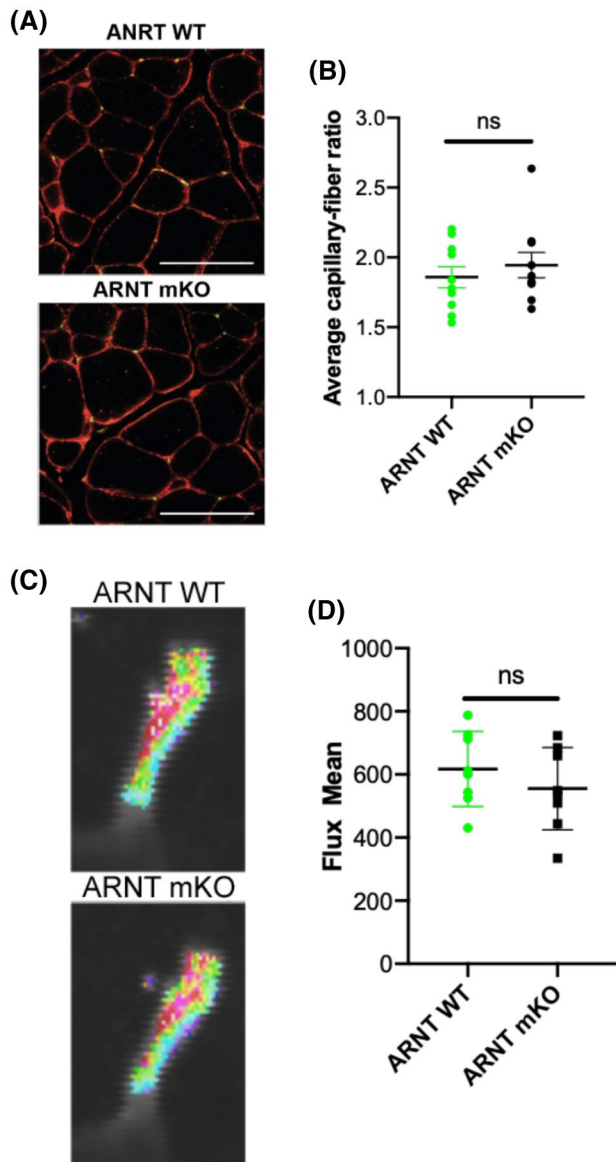 (A)
ANRT WT
ARNT mKO
(B)
ns
Average capillary-fiber ratio
3.0
2.5
2.0
1.5
1.0
ARNT WT
ARNT mKO
(C)
ARNT WT
ARNT mKO
(D)
ns
Flux Mean
1000
800
600
400
200
0
ARNT WT
ARNT mKO